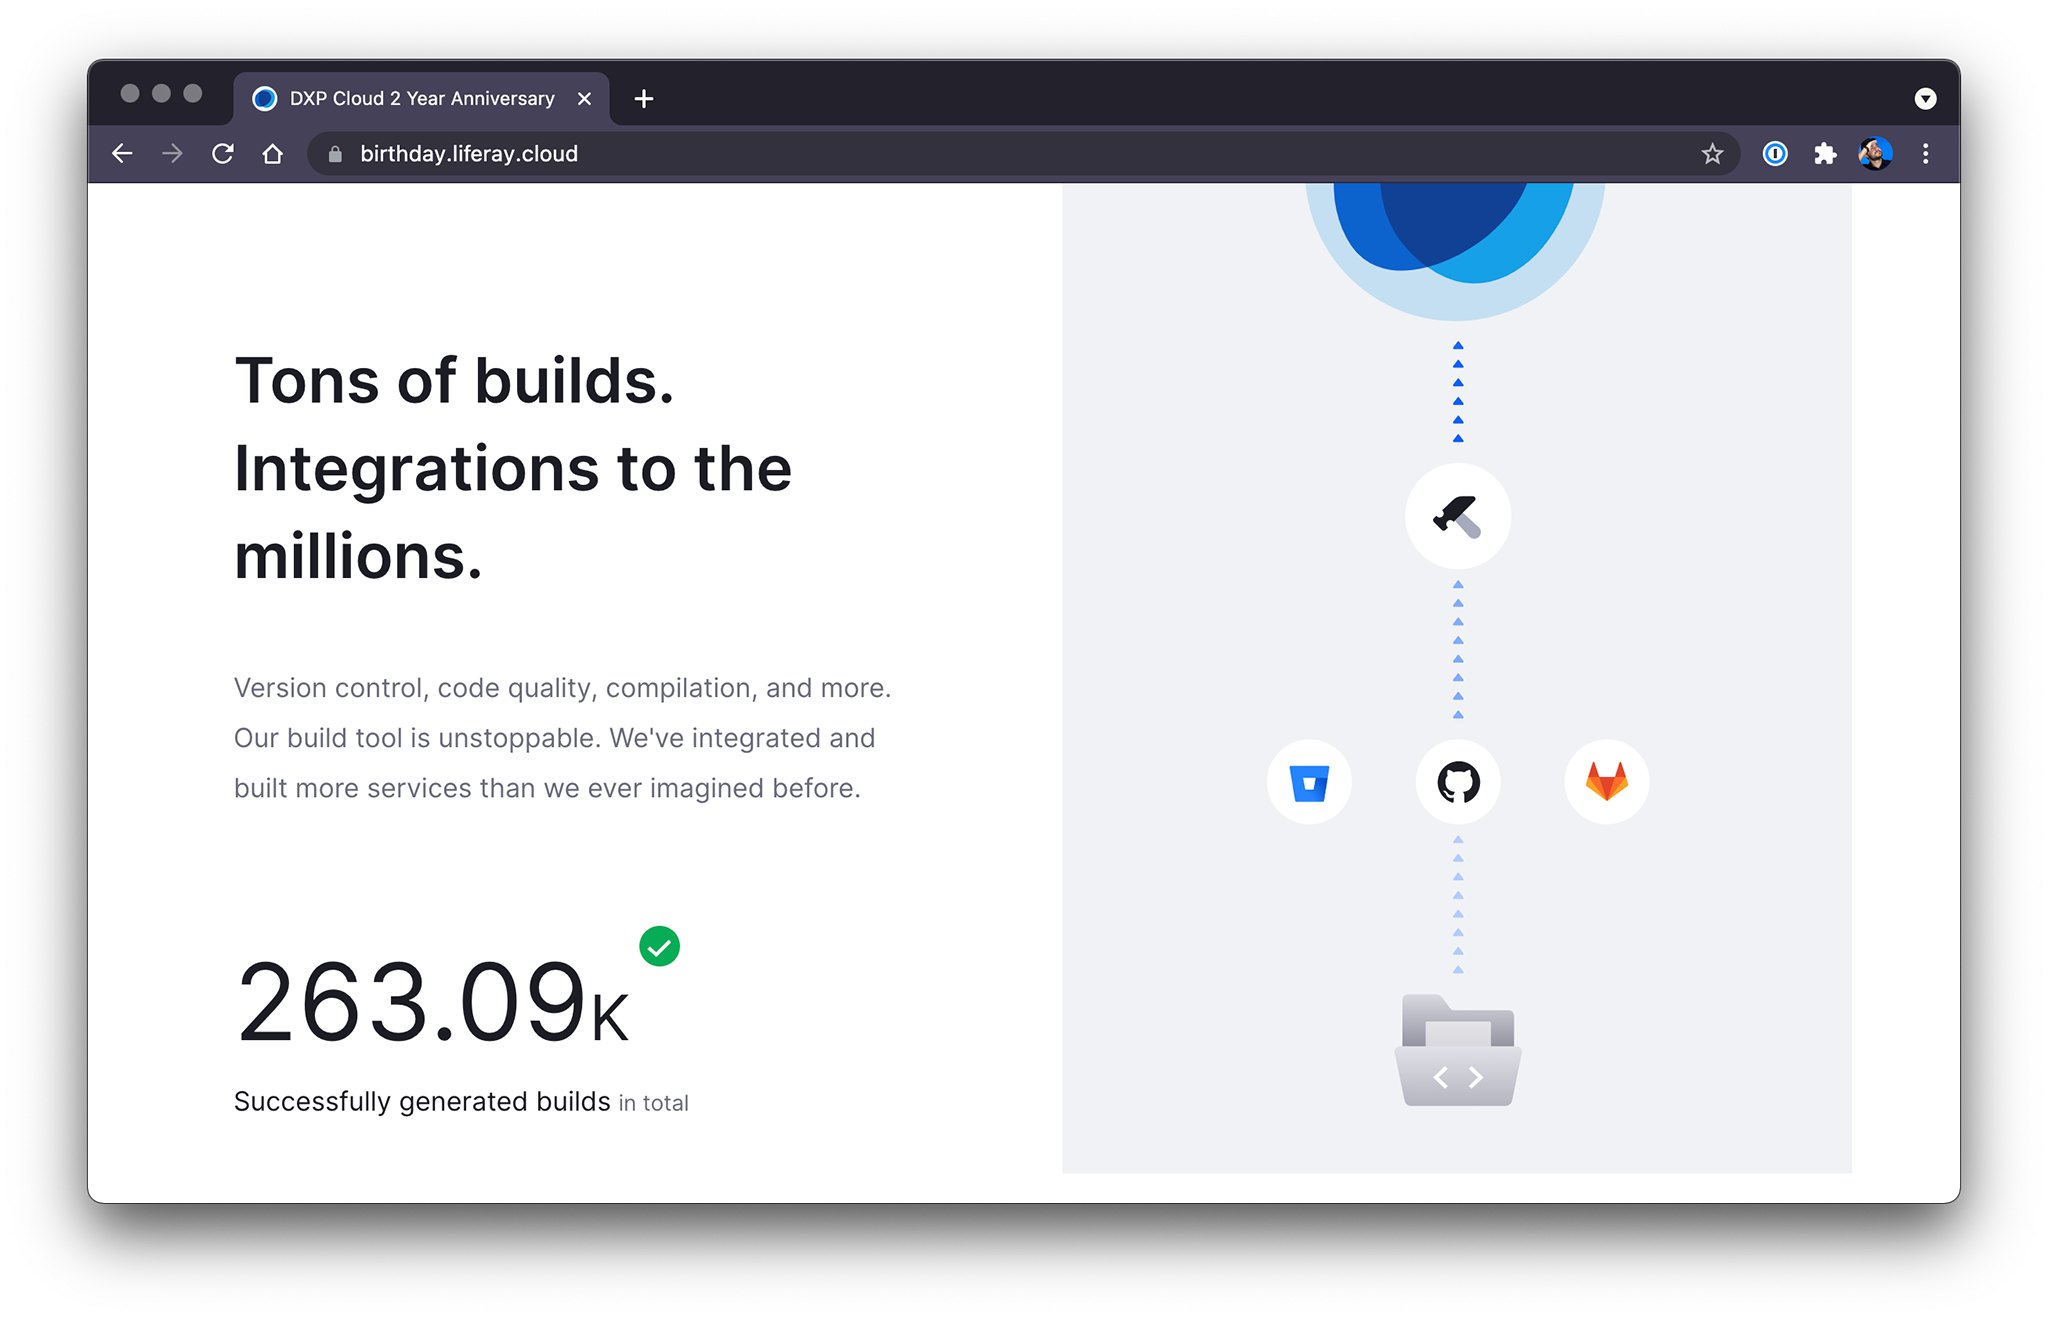 DXP Cloud 2 Year Anniversary
birthday.liferay.cloud
Tons of builds.
Integrations to the
millions.
Version control, code quality, compilation, and more.
Our build tool is unstoppable. We've integrated and
built more services than we ever imagined before.
263.09K
Successfully generated builds in total